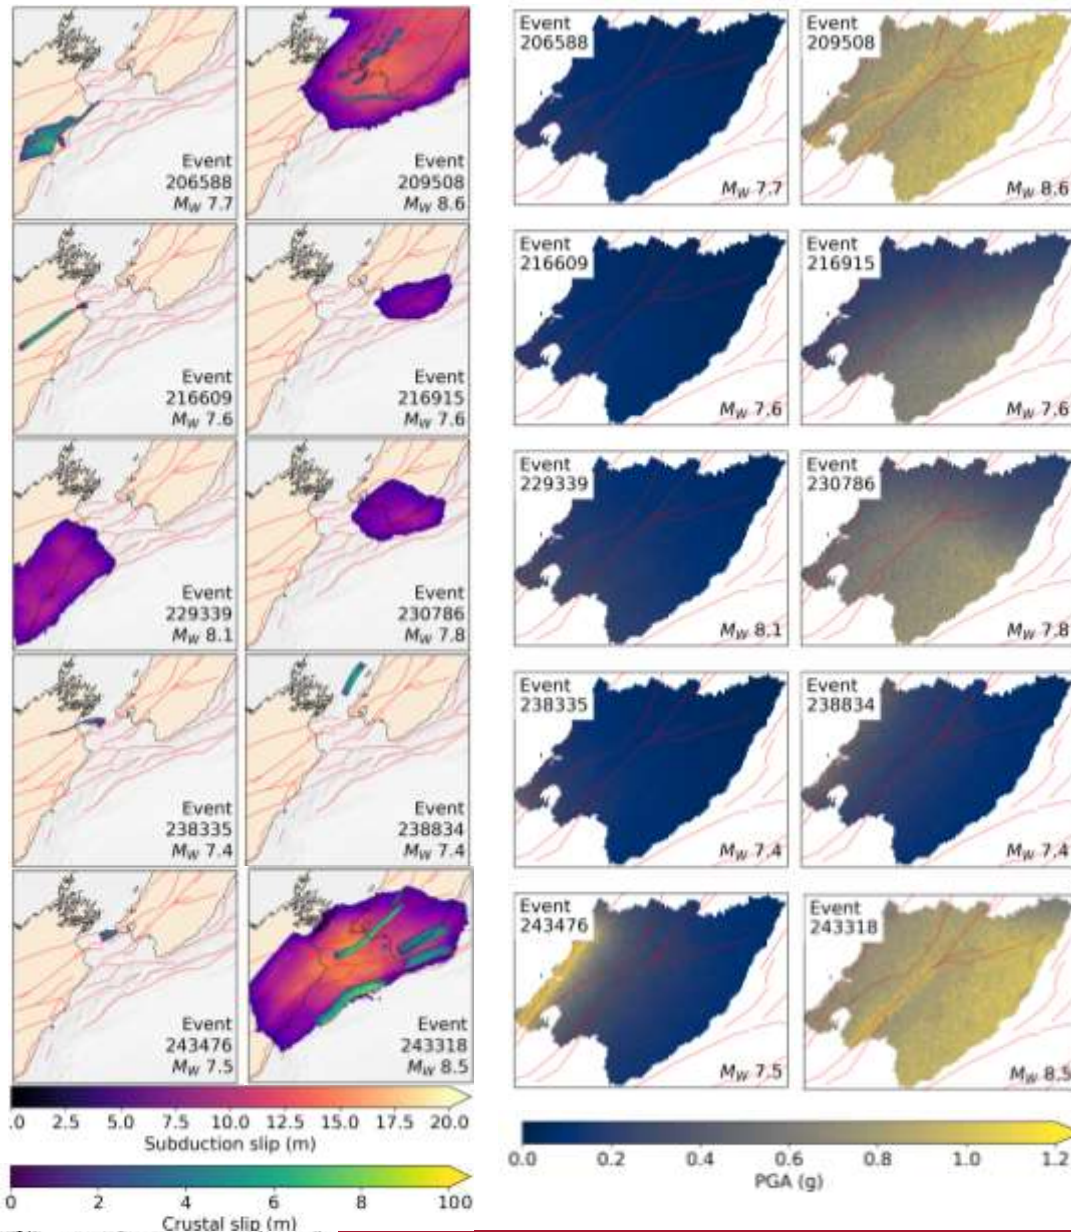 Event
206588
Mw 7.7
Event
209508
Mw 8.6
Event
206588
Mw 7.7
Event
209508
Mw 8.6
Event
216609
Mw 7.6
Event
216915
Mw 7.6
Event
216609
Mw 7.6
Event
216915
Mw 7.6
Event
229339
Mw 8.1
Event
230786
Mw 7.8
Event
229339
Mw 8.1
Event
230786
Mw 7.8
Event
238335
Mw 7.4
Event
238834
Mw 7.4
Event
238335
Mw 7.4
Event
238834
Mw 7.4
Event
243476
Mw 7.5
Event
243318
Mw 8.5
Event
243476
Mw 7.5
Event
243318
Mw 8.5
.0 2.5 5.0 7.5 10.0 12.5 15.0 17.5 20.0
Subduction slip (m)
0 2 4 6 8 100
Crustal slip (m)
0.0 0.2 0.4 0.6 0.8 1.0 1.2
PGA (g)